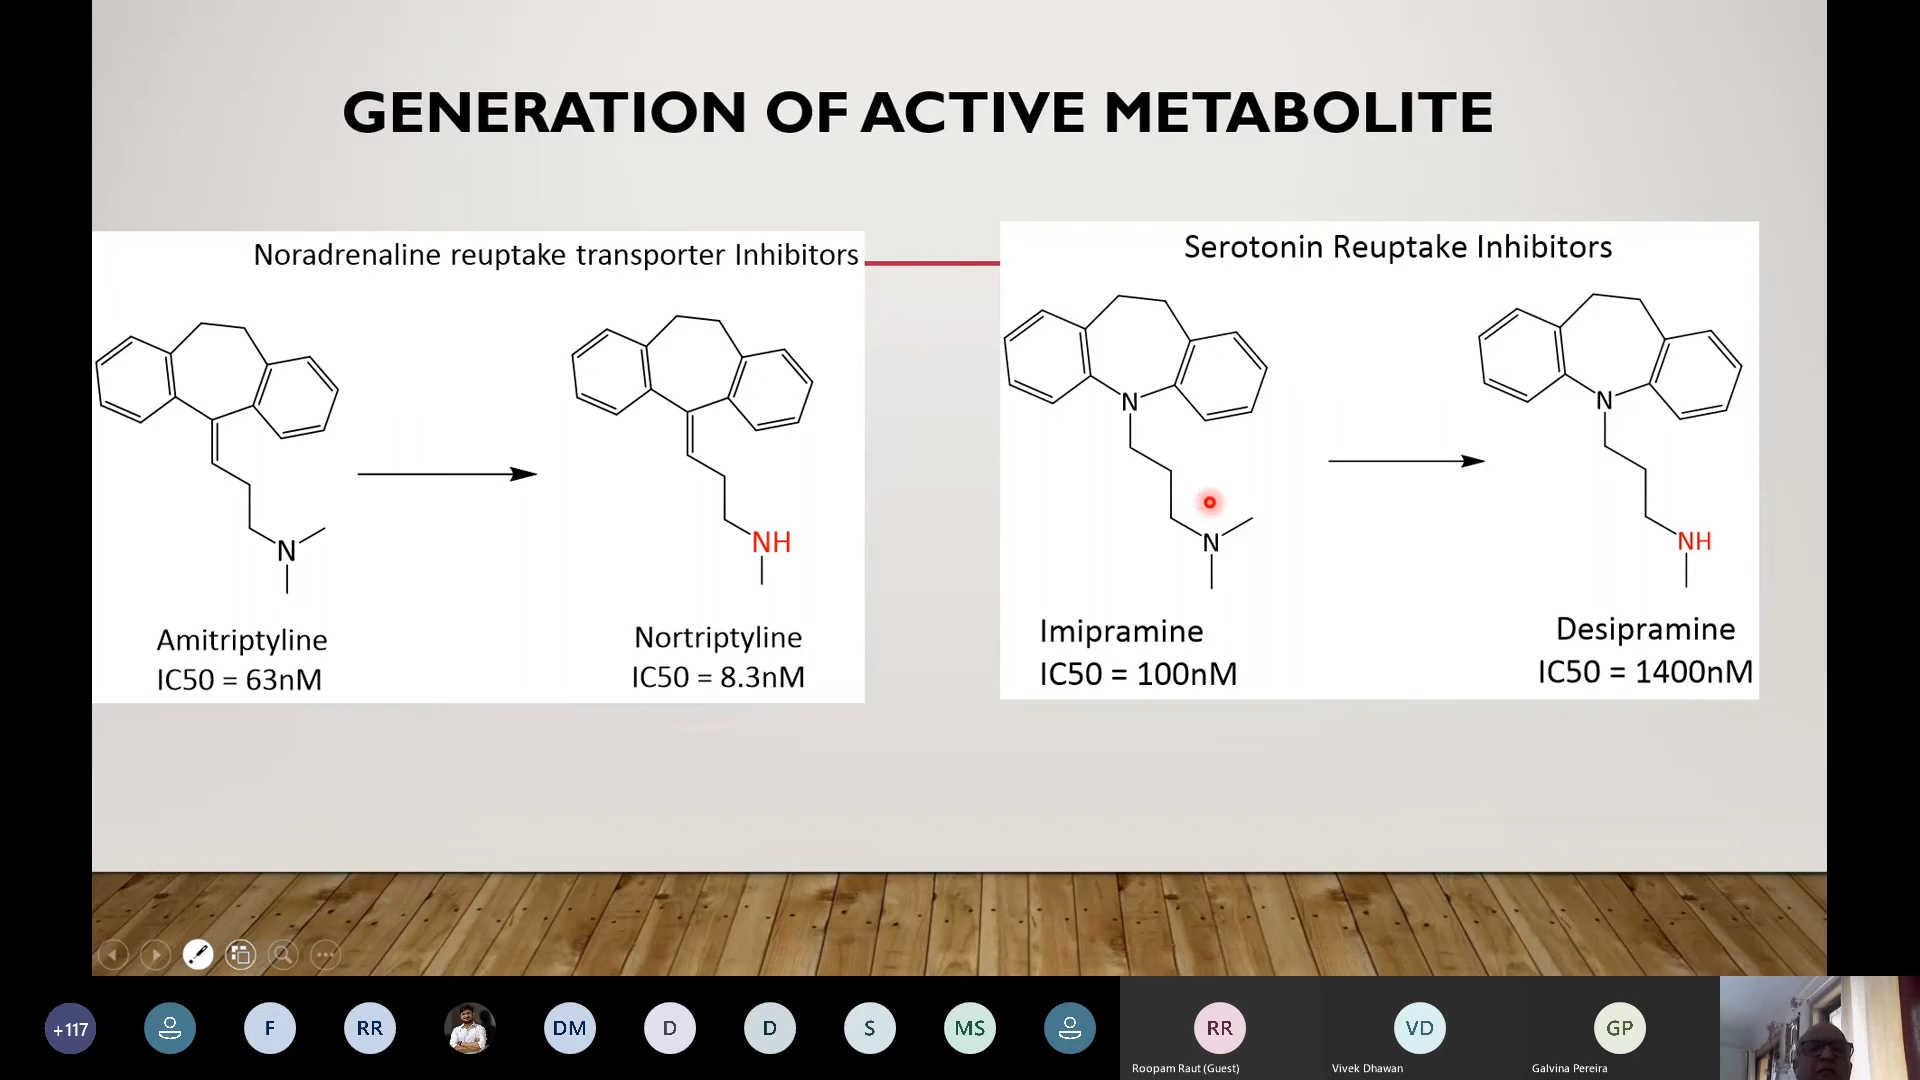 GENERATION OF ACTIVE METABOLITE
Noradrenaline reuptake transporter Inhibitors
N
NH
Amitriptyline
IC50 = 63nM
Nortriptyline
IC50 = 8.3nM
Serotonin Reuptake Inhibitors
N
N
N
NH
Imipramine
IC50 = 100nM
Desipramine
IC50 = 1400nM
+117
F
RR
DM
D
D
S
MS
RR
Roopam Raut (Guest)
VD
Vivek Dhawan
GP
Galvina Pereira